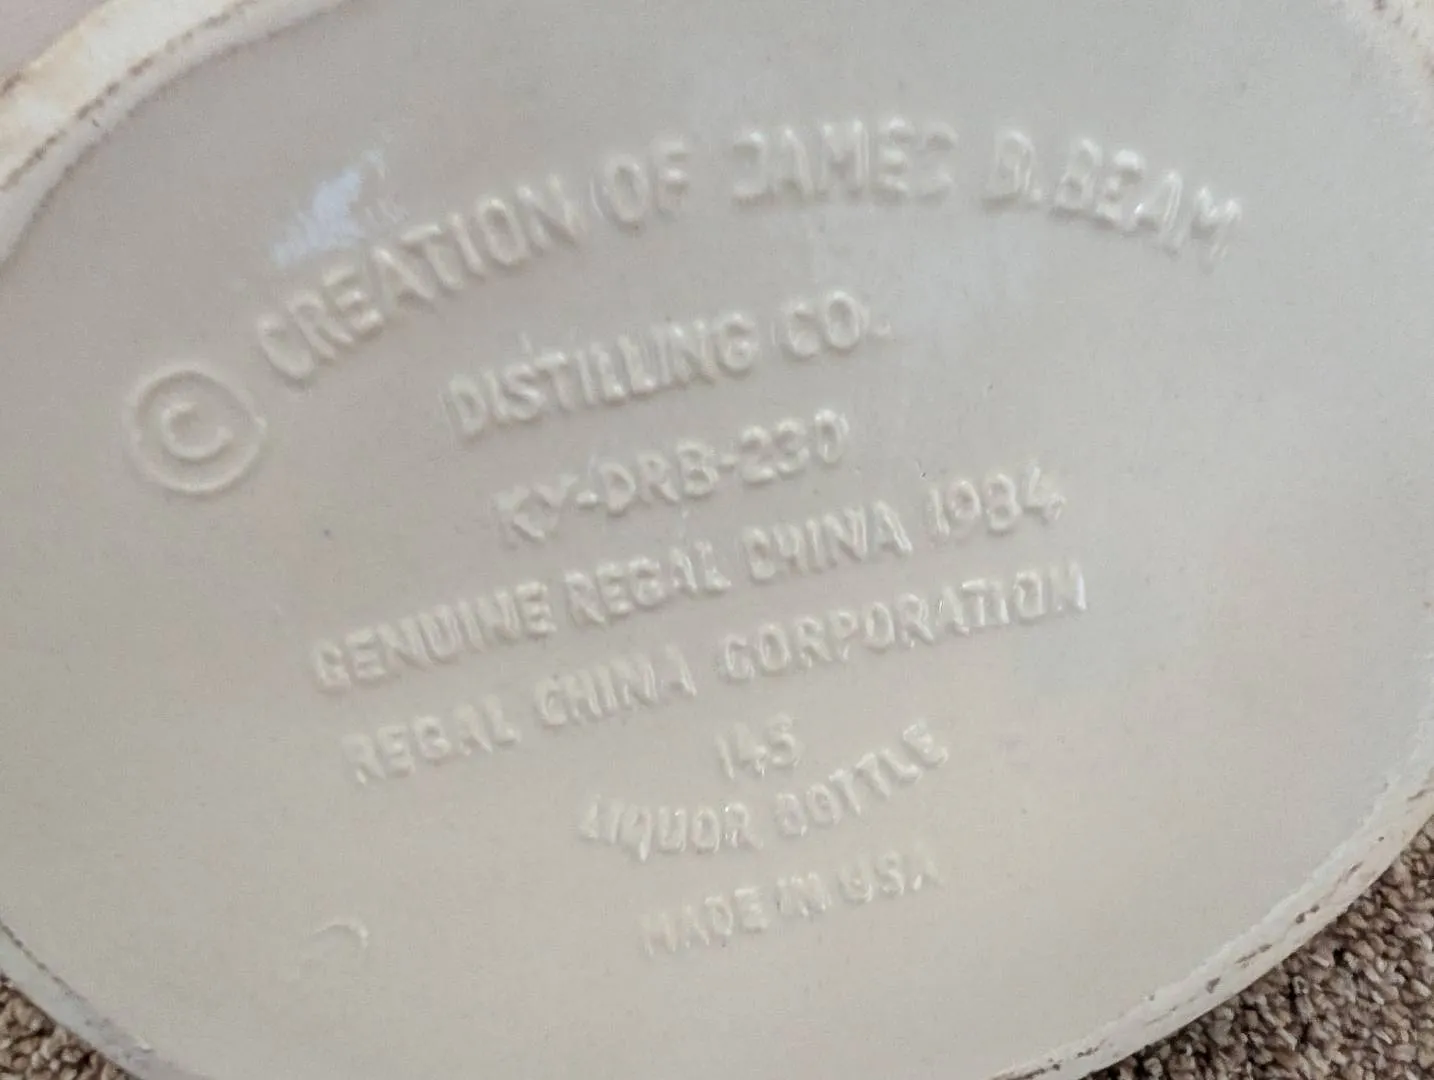 © CREATION OF JAMES B. BEAM
DISTILLING CO.
KY-DRB-230
GENUINE REGAL CHINA 1984
REGAL CHINA CORPORATION
145
LIQUOR BOTTLE
MADE IN USA